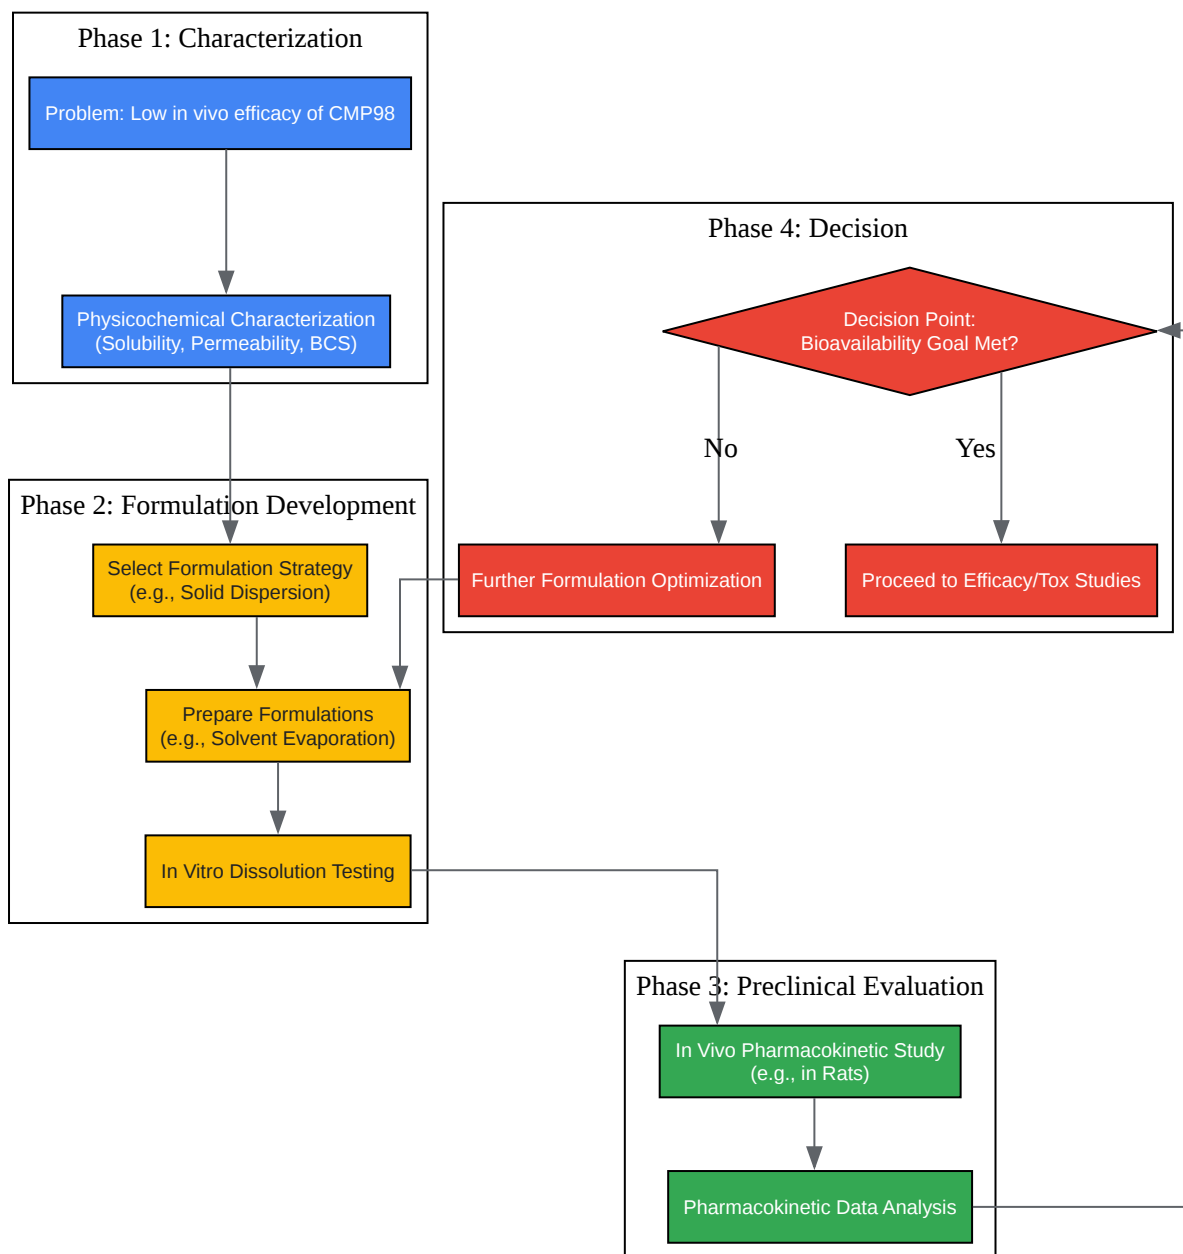 Phase 1: Characterization
Problem: Low in vivo efficacy of CMP98
Physicochemical Characterization
(Solubility, Permeability, BCS)
Phase 2: Formulation Development
Select Formulation Strategy
(e.g., Solid Dispersion)
Prepare Formulations
(e.g., Solvent Evaporation)
In Vitro Dissolution Testing
Phase 3: Preclinical Evaluation
In Vivo Pharmacokinetic Study
(e.g., in Rats)
Pharmacokinetic Data Analysis
Phase 4: Decision
Decision Point:
Bioavailability Goal Met?
No
Yes
Further Formulation Optimization
Proceed to Efficacy/Tox Studies